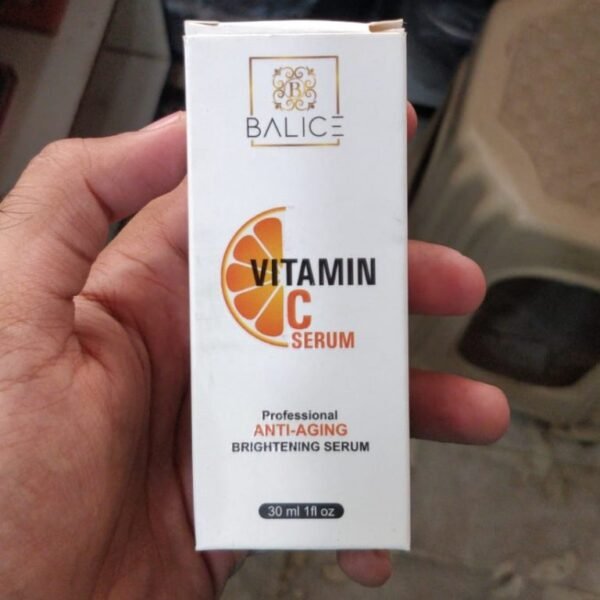 B
BALICE
VITAMIN
C
SERUM
Professional
ANTI-AGING
BRIGHTENING SERUM
30 ml 1fl oz